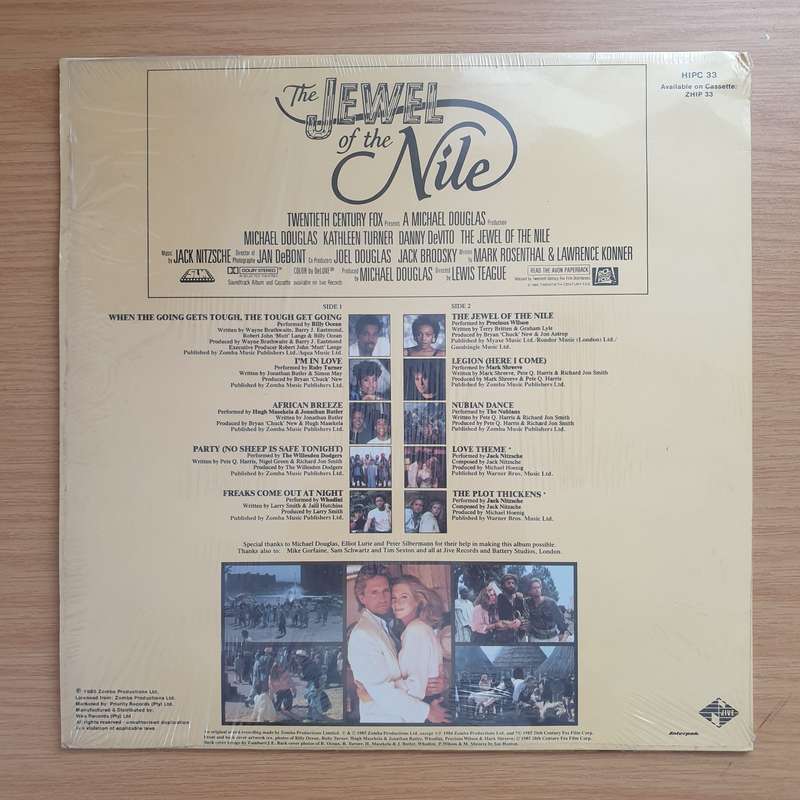 HIPC 33
Available on Cassette:
ZHIP 33
The JEWEL
of the Nile
TWENTIETH CENTURY FOX Presents A MICHAEL DOUGLAS Production
MICHAEL DOUGLAS KATHLEEN TURNER DANNY DeVITO THE JEWEL OF THE NILE
Music by JACK NITZSCHE Director of Photography JAN DeBONT Co-Producers JOEL DOUGLAS JACK BRODSKY Written by MARK ROSENTHAL & LAWRENCE KONNER
DOLBY STEREO COLOR BY DeLUXE Produced by MICHAEL DOUGLAS Directed by LEWIS TEAGUE READ THE AVON PAPERBACK
Soundtrack Album and Cassette available on Jive Records
SIDE 1
WHEN THE GOING GETS TOUGH, THE TOUGH GET GOING
Performed by Billy Ocean
Written by Wayne Brathwaite, Barry J. Eastmond,
Robert John 'Mutt' Lange & Billy Ocean
Produced by Wayne Brathwaite & Barry J. Eastmond
Executive Producer Robert John 'Mutt' Lange
Published by Zomba Music Publishers Ltd./Aqua Music Ltd.
I'M IN LOVE
Performed by Ruby Turner
Written by Jonathan Butler & Simon May
Produced by Bryan "Chuck" New
Published by Zomba Music Publishers Ltd.
AFRICAN BREEZE
Performed by Hugh Masekela & Jonathan Butler
Written by Jonathan Butler
Produced by Bryan 'Chuck' New & Hugh Masekela
Published by Zomba Music Publishers Ltd.
PARTY (NO SHEEP IS SAFE TONIGHT)
Performed by The Willesden Dodgers
Written by Pete Q. Harris, Nigel Green & Richard Jon Smith
Produced by The Willesden Dodgers
Published by Zomba Music Publishers Ltd.
FREAKS COME OUT AT NIGHT
Performed by Whodini
Written by Larry Smith & Jalil Hutchins
Produced by Larry Smith
Published by Zomba Music Publishers Ltd.
SIDE 2
THE JEWEL OF THE NILE
Performed by Precious Wilson
Written by Terry Britten & Graham Lyle
Produced by Bryan 'Chuck' New & Jon Astrop
Published by Myaxe Music Ltd./Rondor Music (London) Ltd./
Goodsingle Music Ltd.
LEGION (HERE I COME)
Performed by Mark Shreeve
Written by Mark Shreeve, Pete Q. Harris & Richard Jon Smith
Produced by Mark Shreeve & Pete Q. Harris
Published by Zomba Music Publishers Ltd.
NUBIAN DANCE
Performed by The Nubians
Written by Pete Q. Harris & Richard Jon Smith
Produced by Pete Q. Harris & Richard Jon Smith
Published by Zomba Music Publishers Ltd.
LOVE THEME *
Performed by Jack Nitzsche
Composed by Jack Nitzsche
Produced by Michael Hoenig
Published by Warner Bros. Music Ltd.
THE PLOT THICKENS *
Performed by Jack Nitzsche
Composed by Jack Nitzsche
Produced by Michael Hoenig
Published by Warner Bros. Music Ltd.
Special thanks to Michael Douglas, Elliot Lurie and Peter Silbermann for their help in making this album possible.
Thanks also to: Mike Gorfaine, Sam Schwartz and Tim Sexton and all at Jive Records and Battery Studios, London.
℗ 1985 Zomba Productions Ltd.
Licensed from: Zomba Productions Ltd.
Marketed by: Priority Records (Pty) Ltd.
Manufactured & Distributed by:
Wea Records (Pty) Ltd
all rights reserved - unauthorised duplication
is a violation of applicable laws
Interpak
JIVE